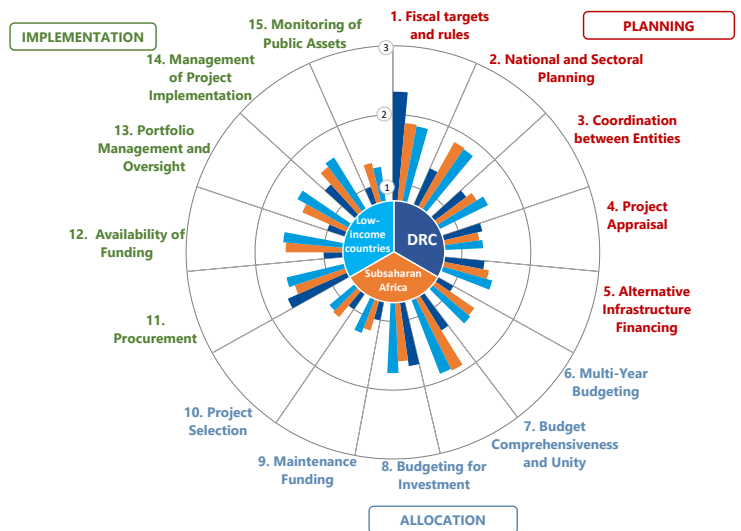 IMPLEMENTATION
PLANNING
1. Fiscal targets
and rules
2. National and Sectoral
Planning
3. Coordination
between Entities
4. Project
Appraisal
5. Alternative
Infrastructure
Financing
6. Multi-Year
Budgeting
7. Budget
Comprehensiveness
and Unity
8. Budgeting for
Investment
9. Maintenance
Funding
10. Project
Selection
11.
Procurement
12. Availability of
Funding
13. Portfolio
Management and
Oversight
14. Management
of Project
Implementation
15. Monitoring of
Public Assets
3
2
1
Low-
income
countries
DRC
Subsaharan
Africa
ALLOCATION